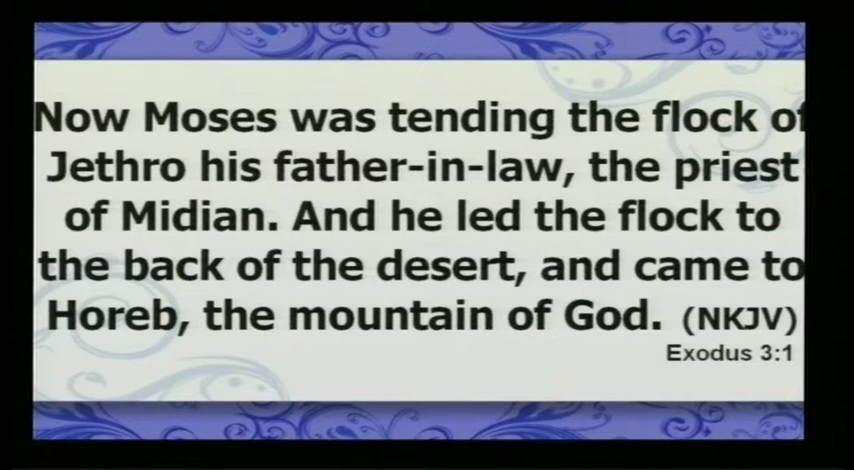 Now Moses was tending the flock of
Jethro his father-in-law, the priest
of Midian. And he led the flock to
the back of the desert, and came to
Horeb, the mountain of God. (NKJV)
Exodus 3:1